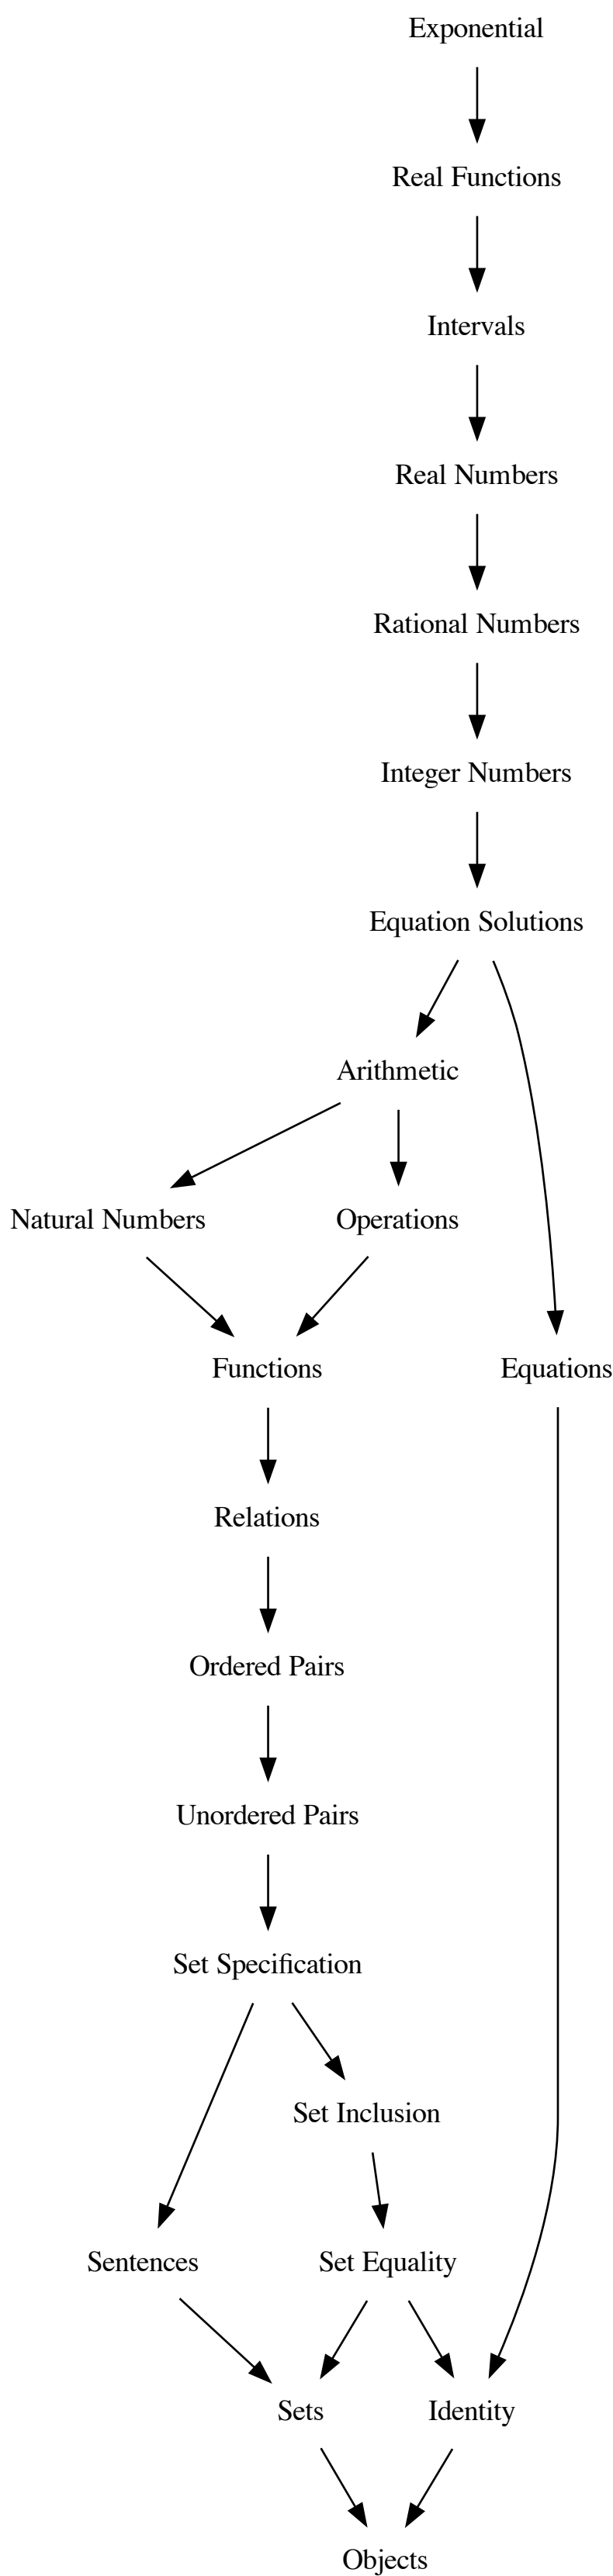 Exponential
Real Functions
Intervals
Real Numbers
Rational Numbers
Integer Numbers
Equation Solutions
Arithmetic
Natural Numbers
Operations
Functions
Equations
Relations
Ordered Pairs
Unordered Pairs
Set Specification
Set Inclusion
Sentences
Set Equality
Sets
Identity
Objects